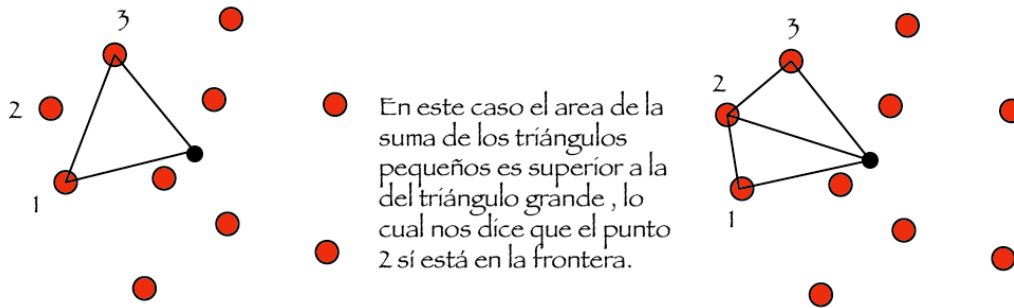 3
2
1
En este caso el area de la
suma de los triángulos
pequeños es superior a la
del triángulo grande , lo
cual nos dice que el punto
2 sí está en la frontera.
3
2
1